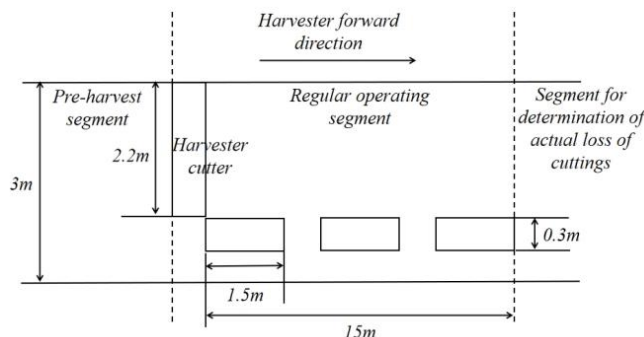 Harvester forward
direction
Pre-harvest
segment
Regular operating
segment
Segment for
determination of
actual loss of
cuttings
Harvester
cutter
2.2m
3m
0.3m
1.5m
15m